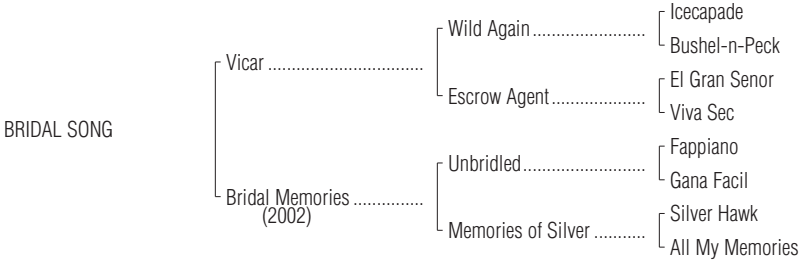 Icecapade
Wild Again
Bushel-n-Peck
Vicar
El Gran Senor
Escrow Agent
Viva Sec
BRIDAL SONG
Fappiano
Unbridled
Gana Facil
Bridal Memories
(2002)
Silver Hawk
Memories of Silver
All My Memories